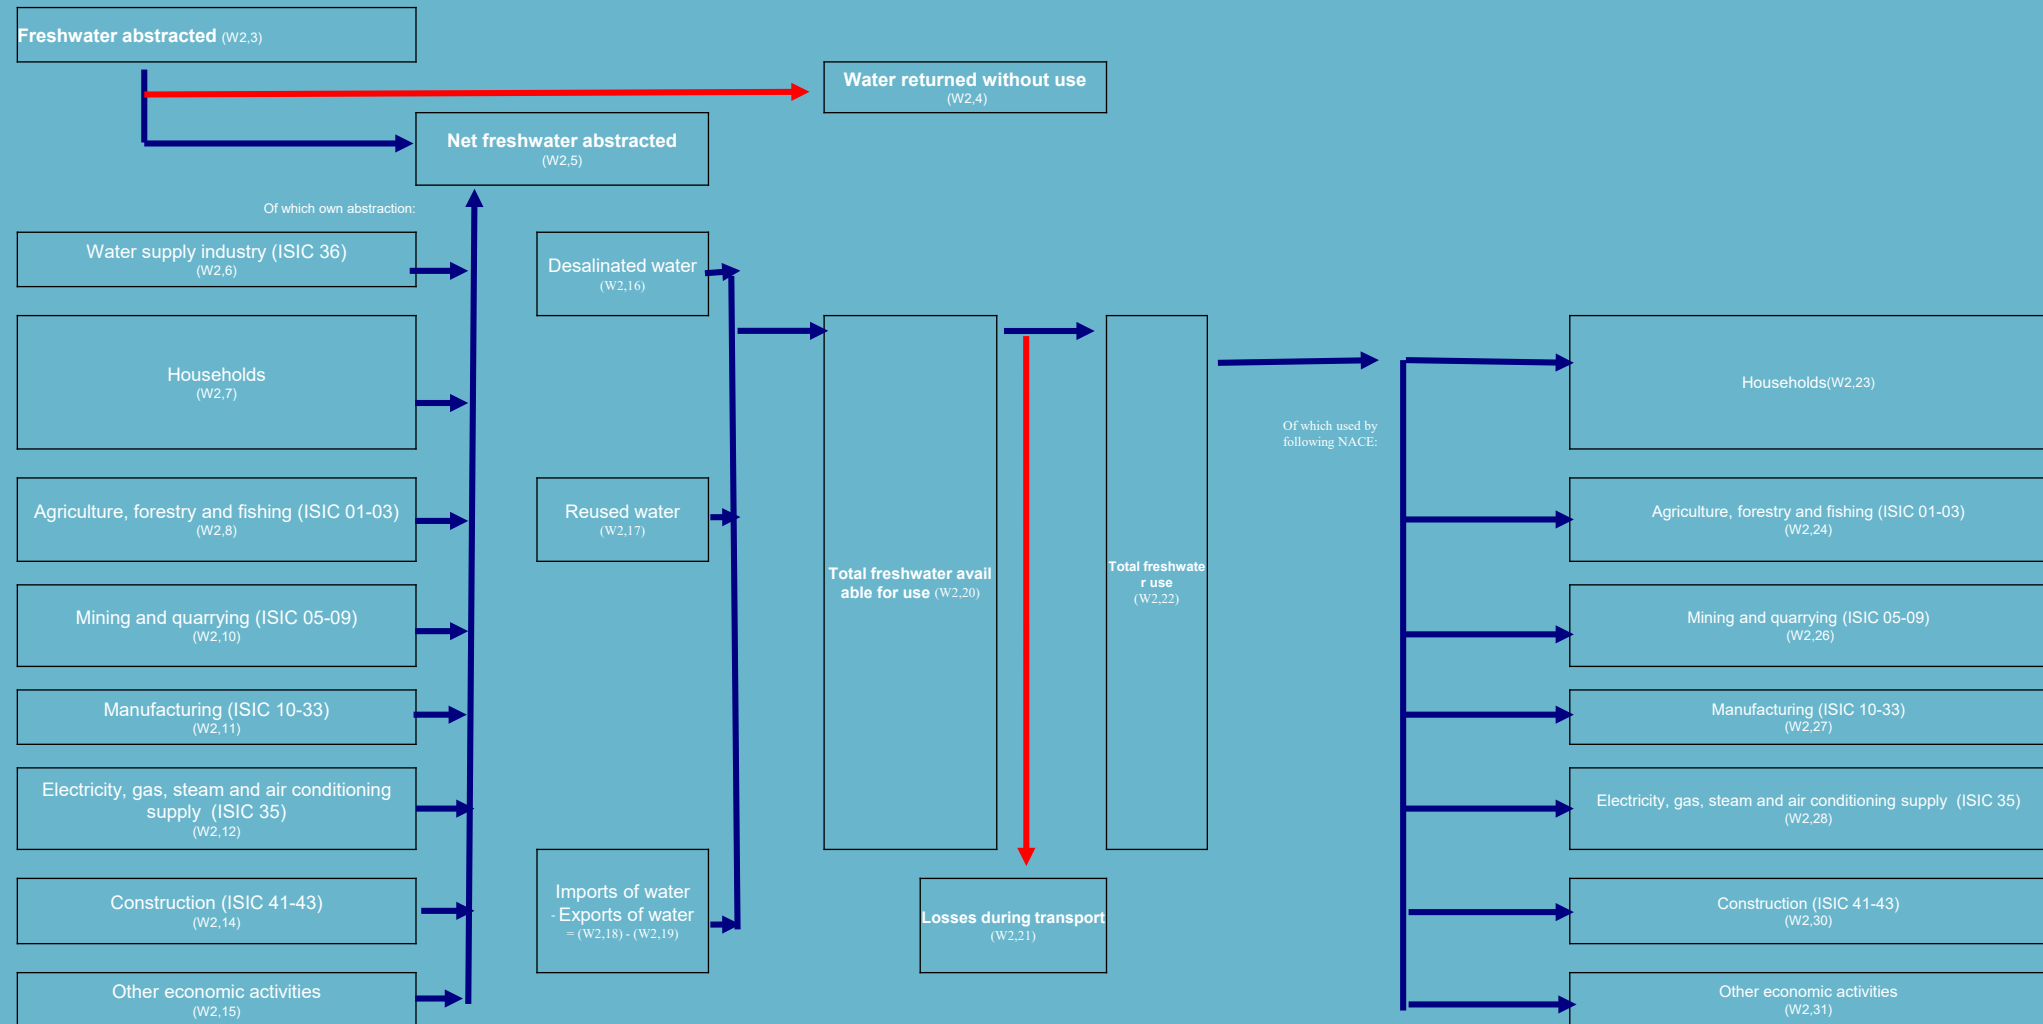 Freshwater abstracted (W2,3)
Water returned without use
(W2,4)
Net freshwater abstracted
(W2,5)
Of which own abstraction:
Water supply industry (ISIC 36)
(W2,6)
Desalinated water
(W2,16)
Households
(W2,7)
Households(W2,23)
Of which used by
following NACE:
Agriculture, forestry and fishing (ISIC 01-03)
(W2,8)
Reused water
(W2,17)
Agriculture, forestry and fishing (ISIC 01-03)
(W2,24)
Total freshwater avail
able for use (W2,20)
Total freshwate
r use
(W2,22)
Mining and quarrying (ISIC 05-09)
(W2,10)
Mining and quarrying (ISIC 05-09)
(W2,26)
Manufacturing (ISIC 10-33)
(W2,11)
Manufacturing (ISIC 10-33)
(W2,27)
Electricity, gas, steam and air conditioning
supply (ISIC 35)
(W2,12)
Electricity, gas, steam and air conditioning supply (ISIC 35)
(W2,28)
Construction (ISIC 41-43)
(W2,14)
Imports of water
- Exports of water
= (W2,18) - (W2,19)
Losses during transport
(W2,21)
Construction (ISIC 41-43)
(W2,30)
Other economic activities
(W2,15)
Other economic activities
(W2,31)